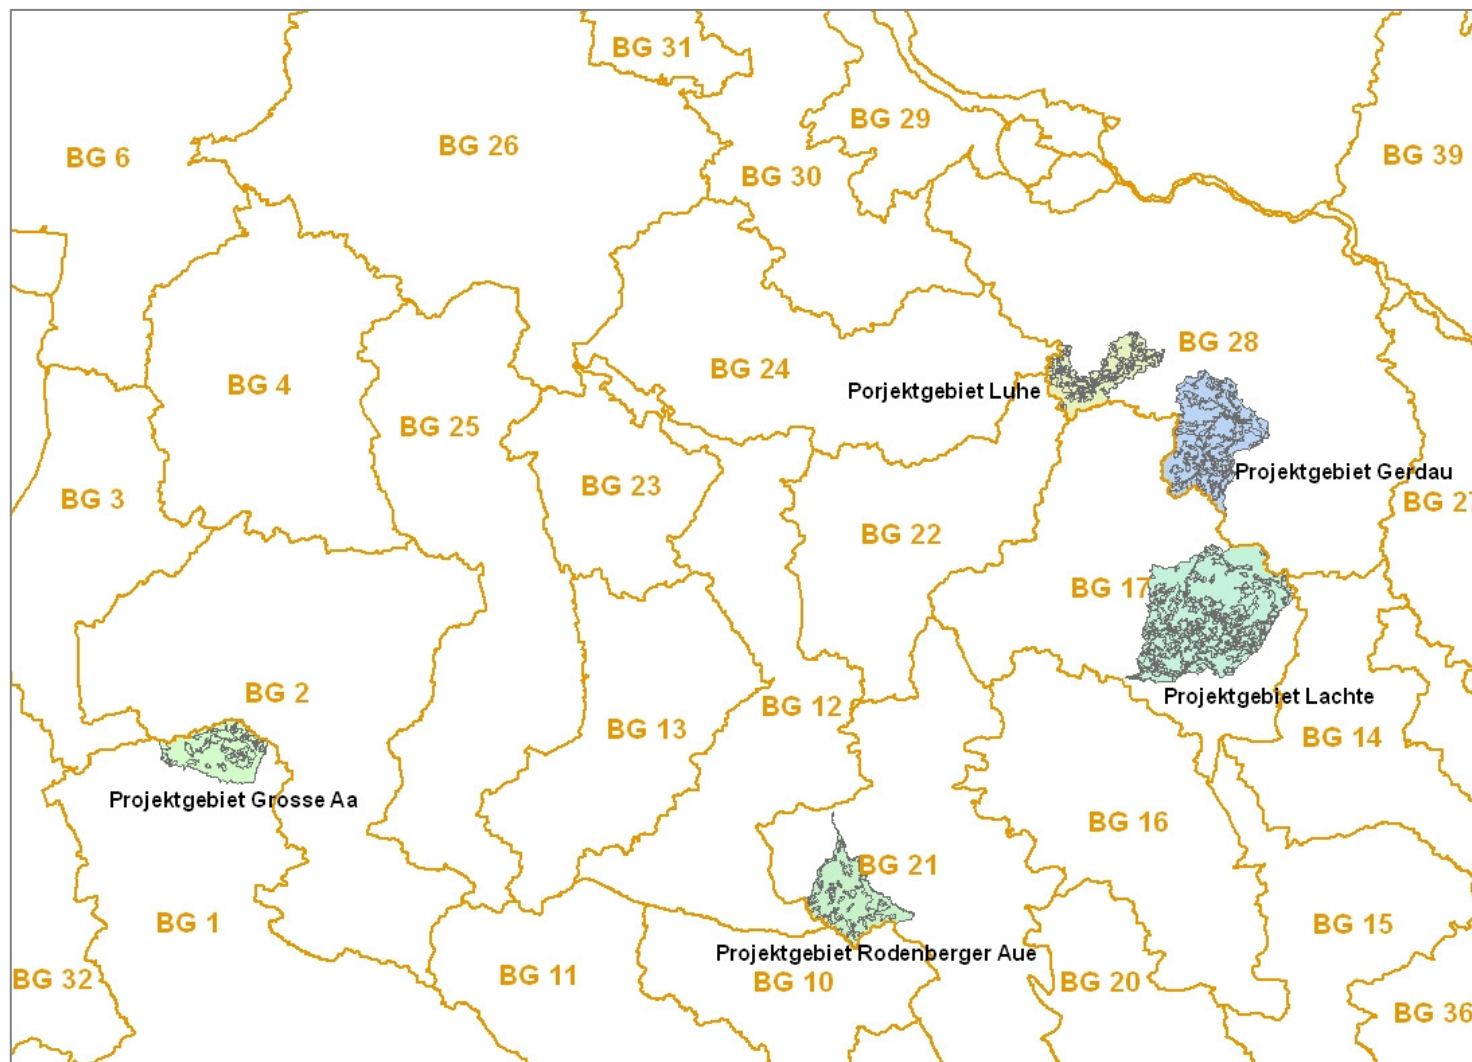 BG 31
BG 29
BG 26
BG 6
BG 39
BG 30
BG 28
BG 24
BG 4
Porjektgebiet Luhe
BG 25
Projektgebiet Gerdau
BG 23
BG 3
BG 27
BG 22
BG 17
BG 2
Projektgebiet Lachte
BG 12
BG 13
BG 14
Projektgebiet Grosse Aa
BG 16
BG 21
BG 1
BG 15
Projektgebiet Rodenberger Aue
BG 11
BG 32
BG 10
BG 20
BG 36